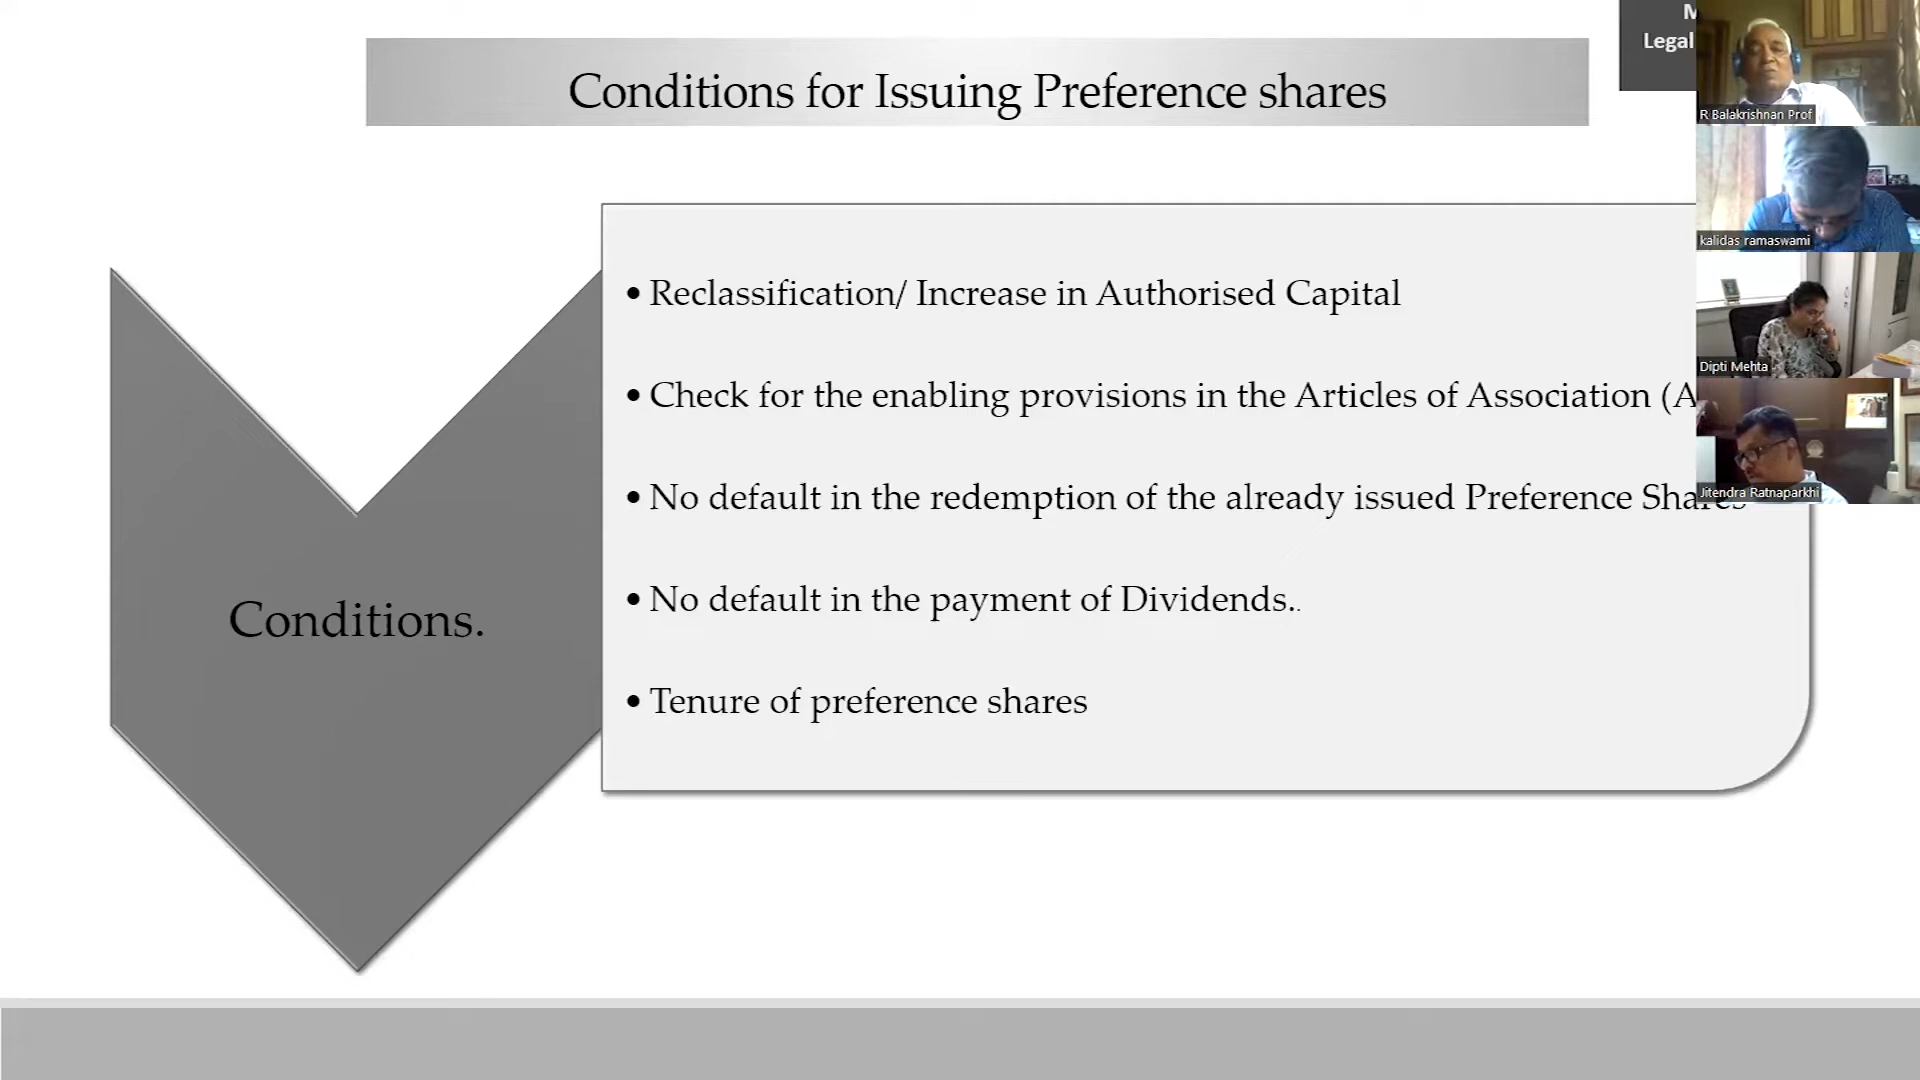 Conditions for Issuing Preference shares
Legal
R Balakrishnan Prof
kalidas ramaswami
Dipti Mehta
Jitendra Ratnaparkhi
Conditions.
• Reclassification/ Increase in Authorised Capital
• Check for the enabling provisions in the Articles of Association (A
• No default in the redemption of the already issued Preference Shares
• No default in the payment of Dividends..
• Tenure of preference shares